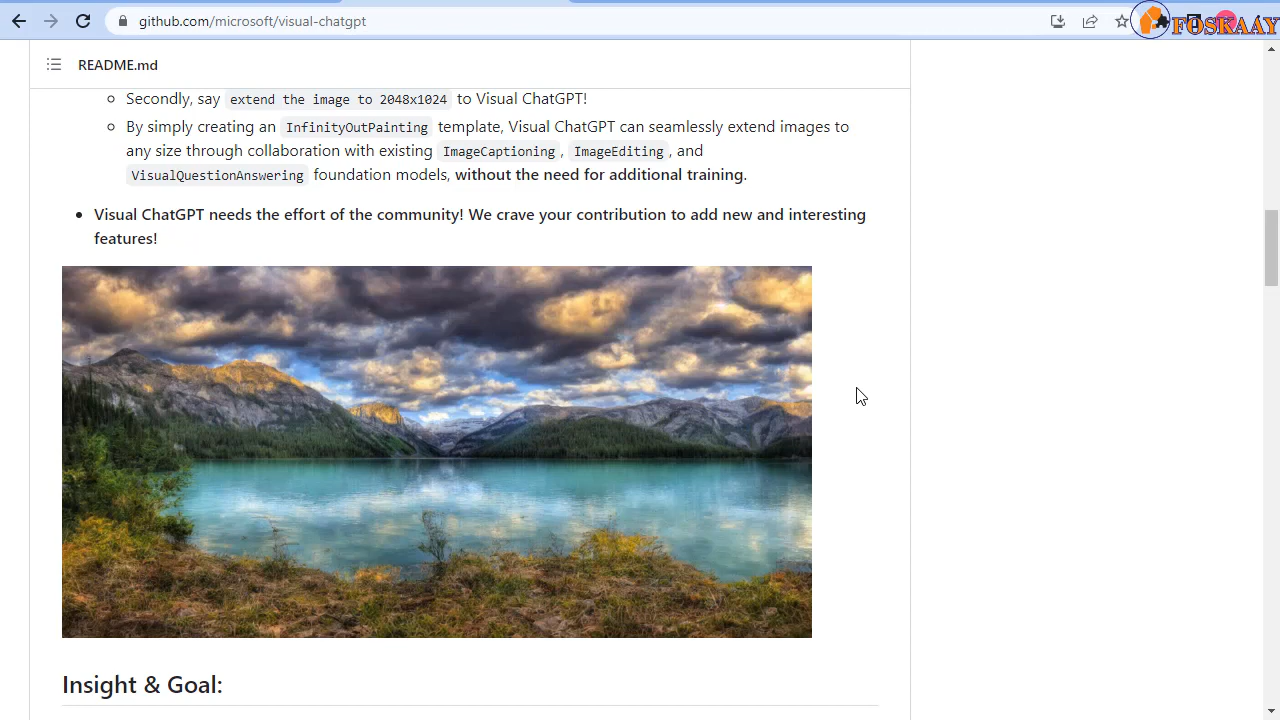 github.com/microsoft/visual-chatgpt
FOSKAAY
README.md
Secondly, say extend the image to 2048x1024 to Visual ChatGPT!
By simply creating an InfinityOutPainting template, Visual ChatGPT can seamlessly extend images to
any size through collaboration with existing ImageCaptioning, ImageEditing, and
VisualQuestionAnswering foundation models, without the need for additional training.
Visual ChatGPT needs the effort of the community! We crave your contribution to add new and interesting
features!
Insight & Goal: